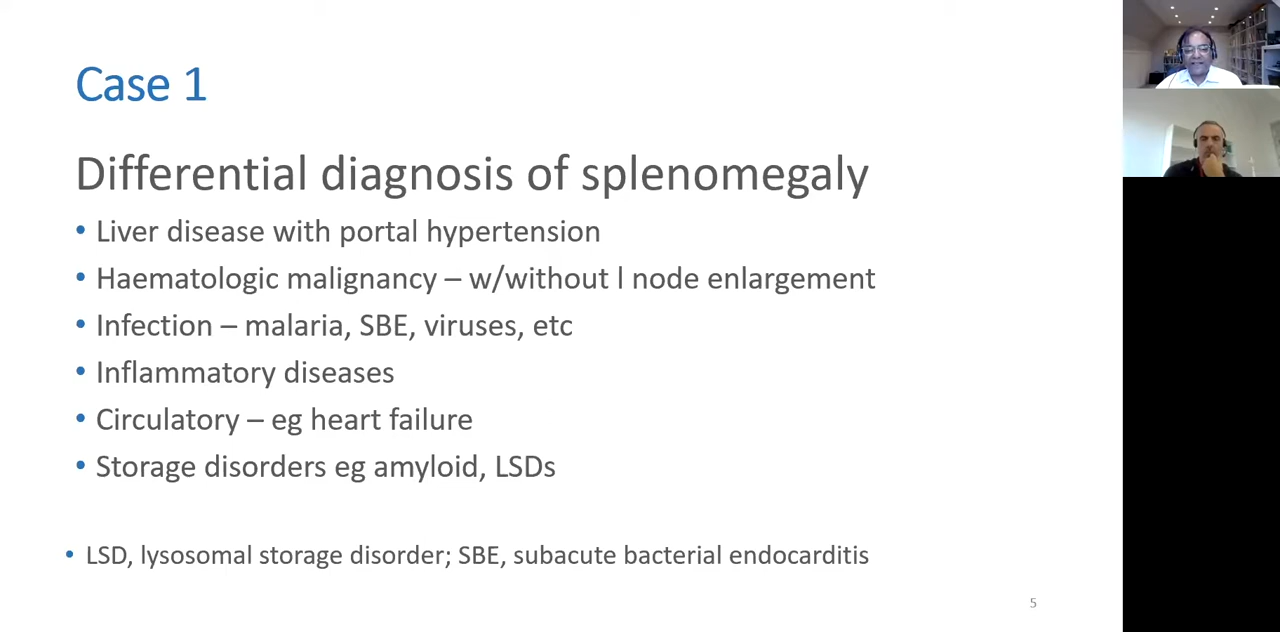 Case 1
Differential diagnosis of splenomegaly
• Liver disease with portal hypertension
• Haematologic malignancy – w/without l node enlargement
• Infection – malaria, SBE, viruses, etc
• Inflammatory diseases
• Circulatory – eg heart failure
• Storage disorders eg amyloid, LSDs
• LSD, lysosomal storage disorder; SBE, subacute bacterial endocarditis
5